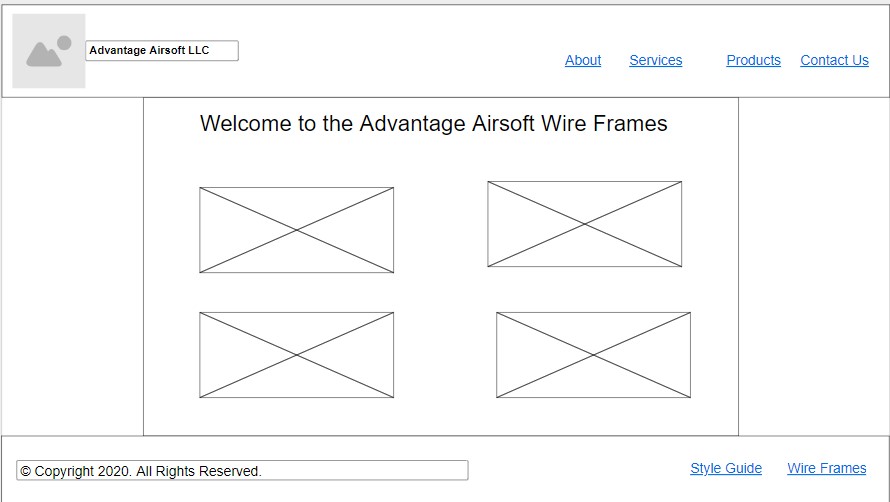 Advantage Airsoft LLC
About Services Products Contact Us
Welcome to the Advantage Airsoft Wire Frames
© Copyright 2020. All Rights Reserved.
Style Guide Wire Frames